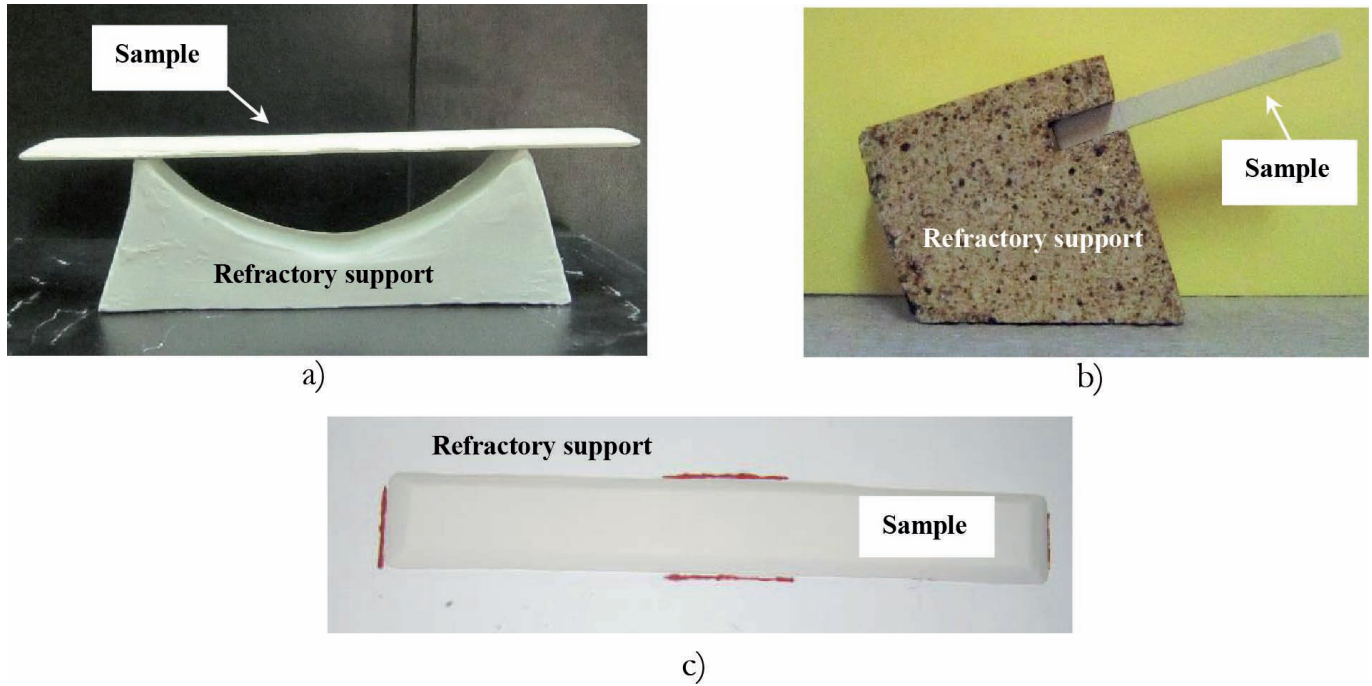 Sample
Refractory support
a)
Sample
Refractory support
b)
Refractory support
Sample
c)